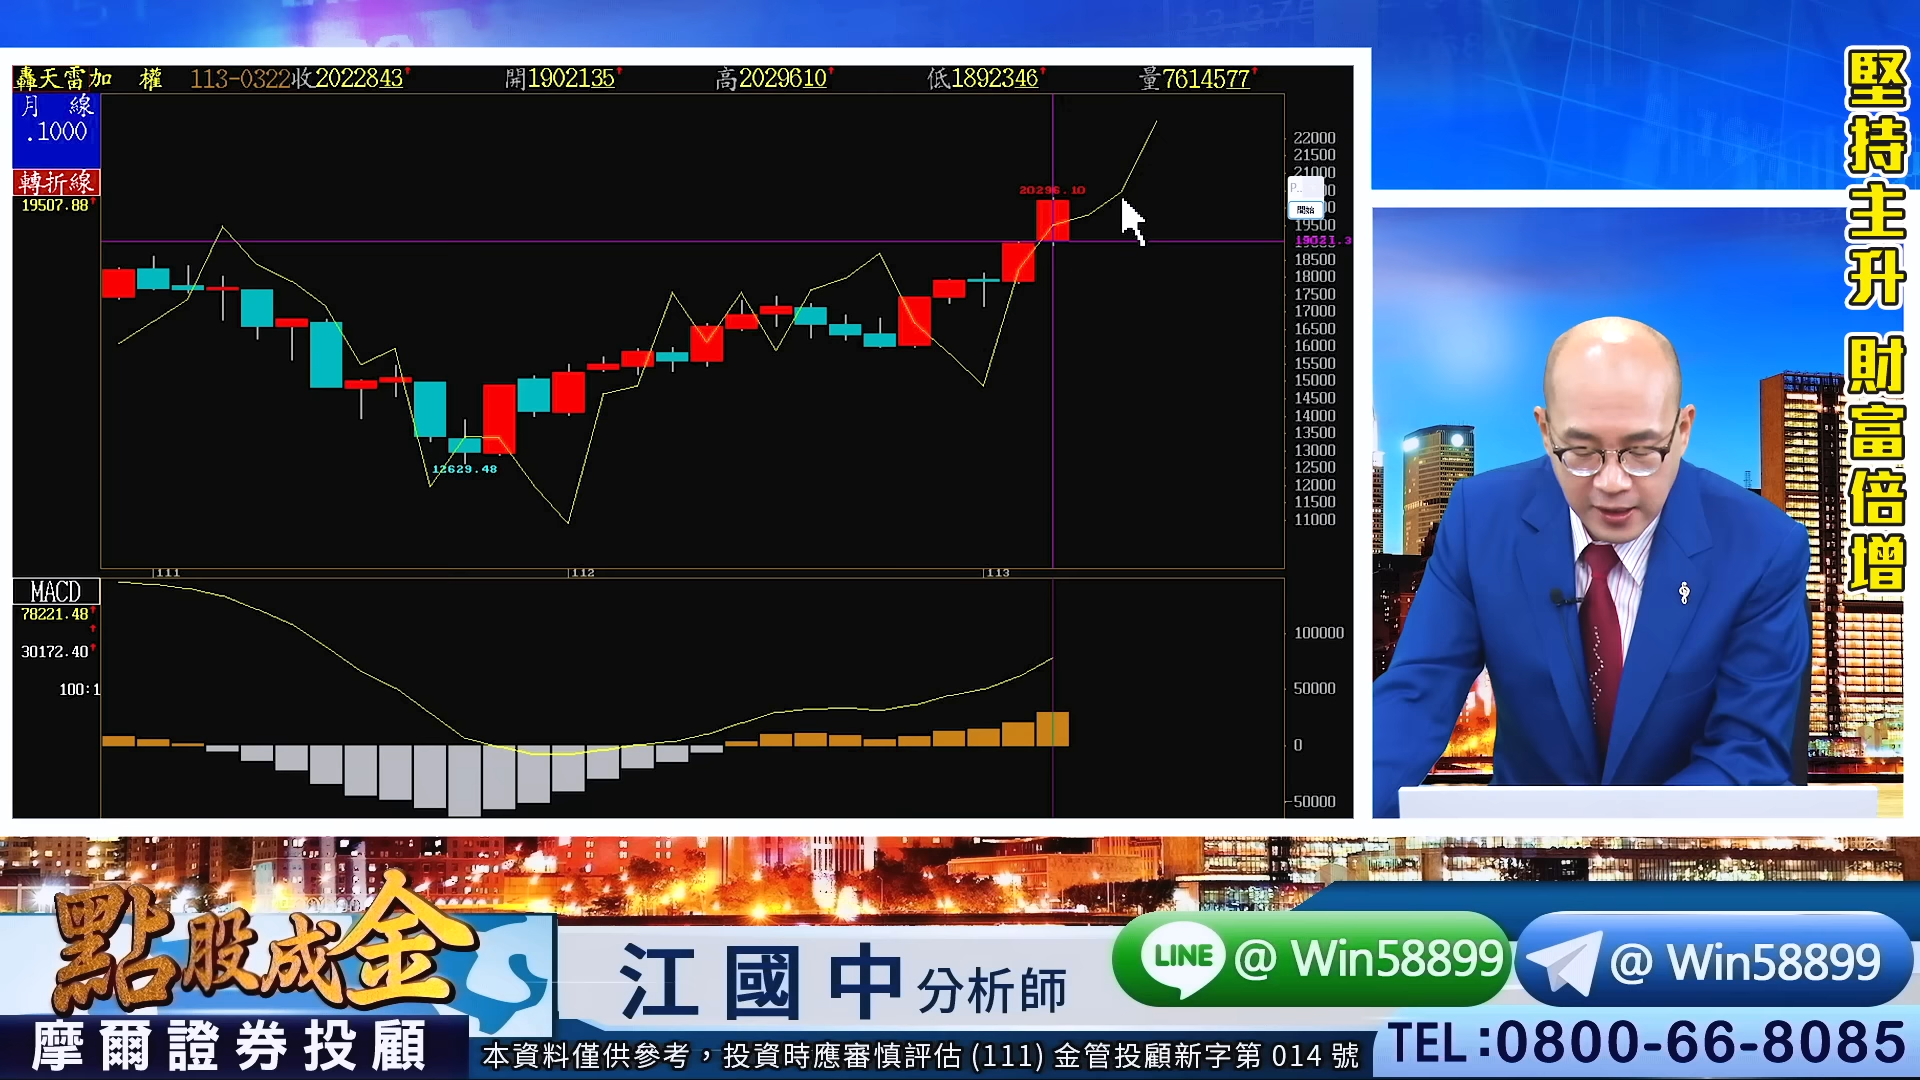 轟天雷加 權 113-0322收2022843 開1902135 高2029610 低1892346 量7614577
月 線
.1000
轉折線
19507.88
20296.10
12629.48
22000
21500
21000
19500
19021.3
18500
18000
17500
17000
16500
16000
15500
15000
14500
14000
13500
13000
12500
12000
11500
11000
P..
開始
111
112
113
MACD
78221.48
30172.40
100:1
100000
50000
0
-50000
堅持主升 財富倍增
點股成金
摩爾證券投顧
江國中 分析師
LINE @ Win58899
@ Win58899
本資料僅供參考，投資時應審慎評估 (111) 金管投顧新字第 014 號
TEL:0800-66-8085